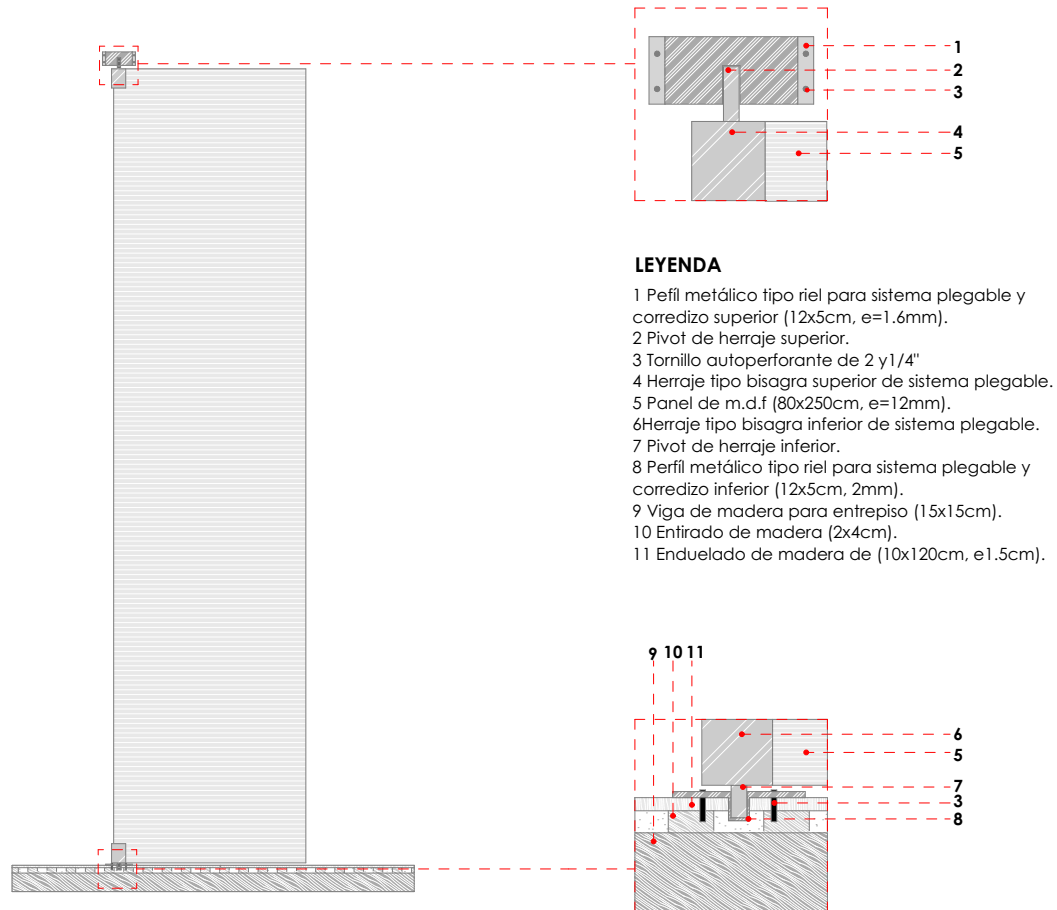 1
2
3
4
5
LEYENDA
1 Pefíl metálico tipo riel para sistema plegable y
corredizo superior (12x5cm, e=1.6mm).
2 Pivot de herraje superior.
3 Tornillo autoperforante de 2 y1/4"
4 Herraje tipo bisagra superior de sistema plegable.
5 Panel de m.d.f (80x250cm, e=12mm).
6Herraje tipo bisagra inferior de sistema plegable.
7 Pivot de herraje inferior.
8 Perfíl metálico tipo riel para sistema plegable y
corredizo inferior (12x5cm, 2mm).
9 Viga de madera para entrepiso (15x15cm).
10 Entirado de madera (2x4cm).
11 Enduelado de madera de (10x120cm, e1.5cm).
9 10 11
6
5
7
3
8